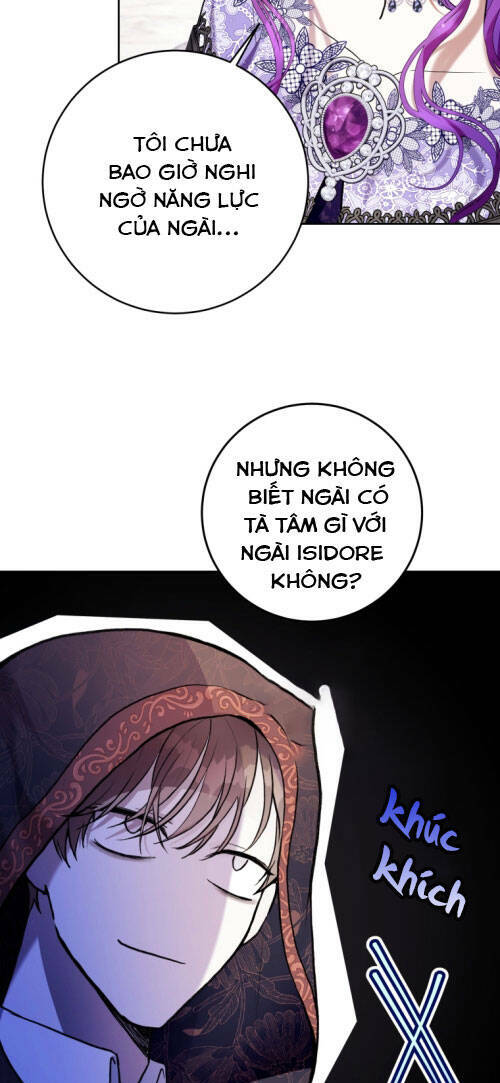 TÔI CHƯA
BAO GIỜ NGHI
NGỜ NĂNG LỰC
CỦA NGÀI...
NHƯNG KHÔNG
BIẾT NGÀI CÓ
TÀ TÂM GÌ VỚI
NGÀI ISIDORE
KHÔNG?
khúc
khích